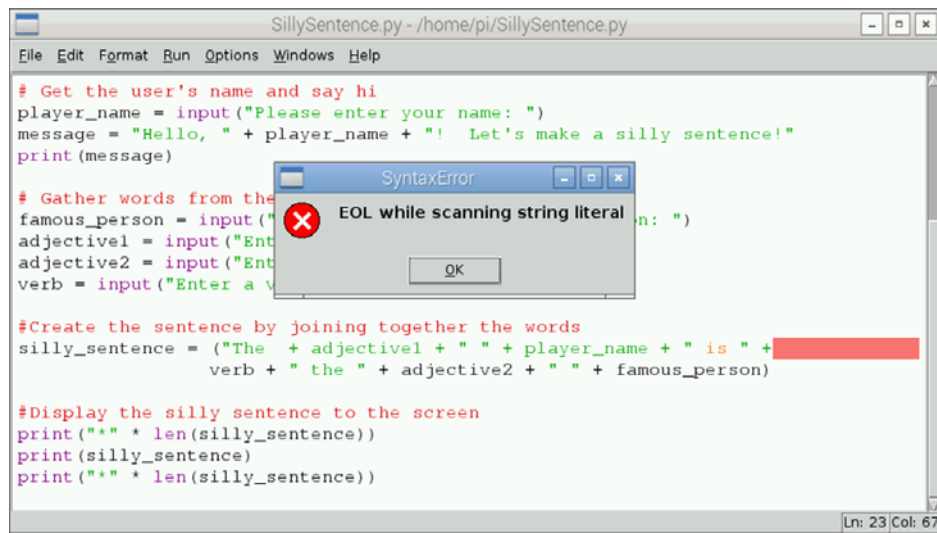 SillySentence.py - /home/pi/SillySentence.py
File Edit Format Run Options Windows Help
# Get the user's name and say hi
player_name = input("Please enter your name: ")
message = "Hello, " + player_name + "!  Let's make a silly sentence!"
print(message)
SyntaxError
EOL while scanning string literal
OK
# Gather words from the
famous_person = input(" n: ")
adjective1 = input("Ent
adjective2 = input("Ent
verb = input("Enter a v
#Create the sentence by joining together the words
silly_sentence = ("The  + adjective1 + " " + player_name + " is " +
verb + " the " + adjective2 + " " + famous_person)
#Display the silly sentence to the screen
print("*" * len(silly_sentence))
print(silly_sentence)
print("*" * len(silly_sentence))
Ln: 23 Col: 67